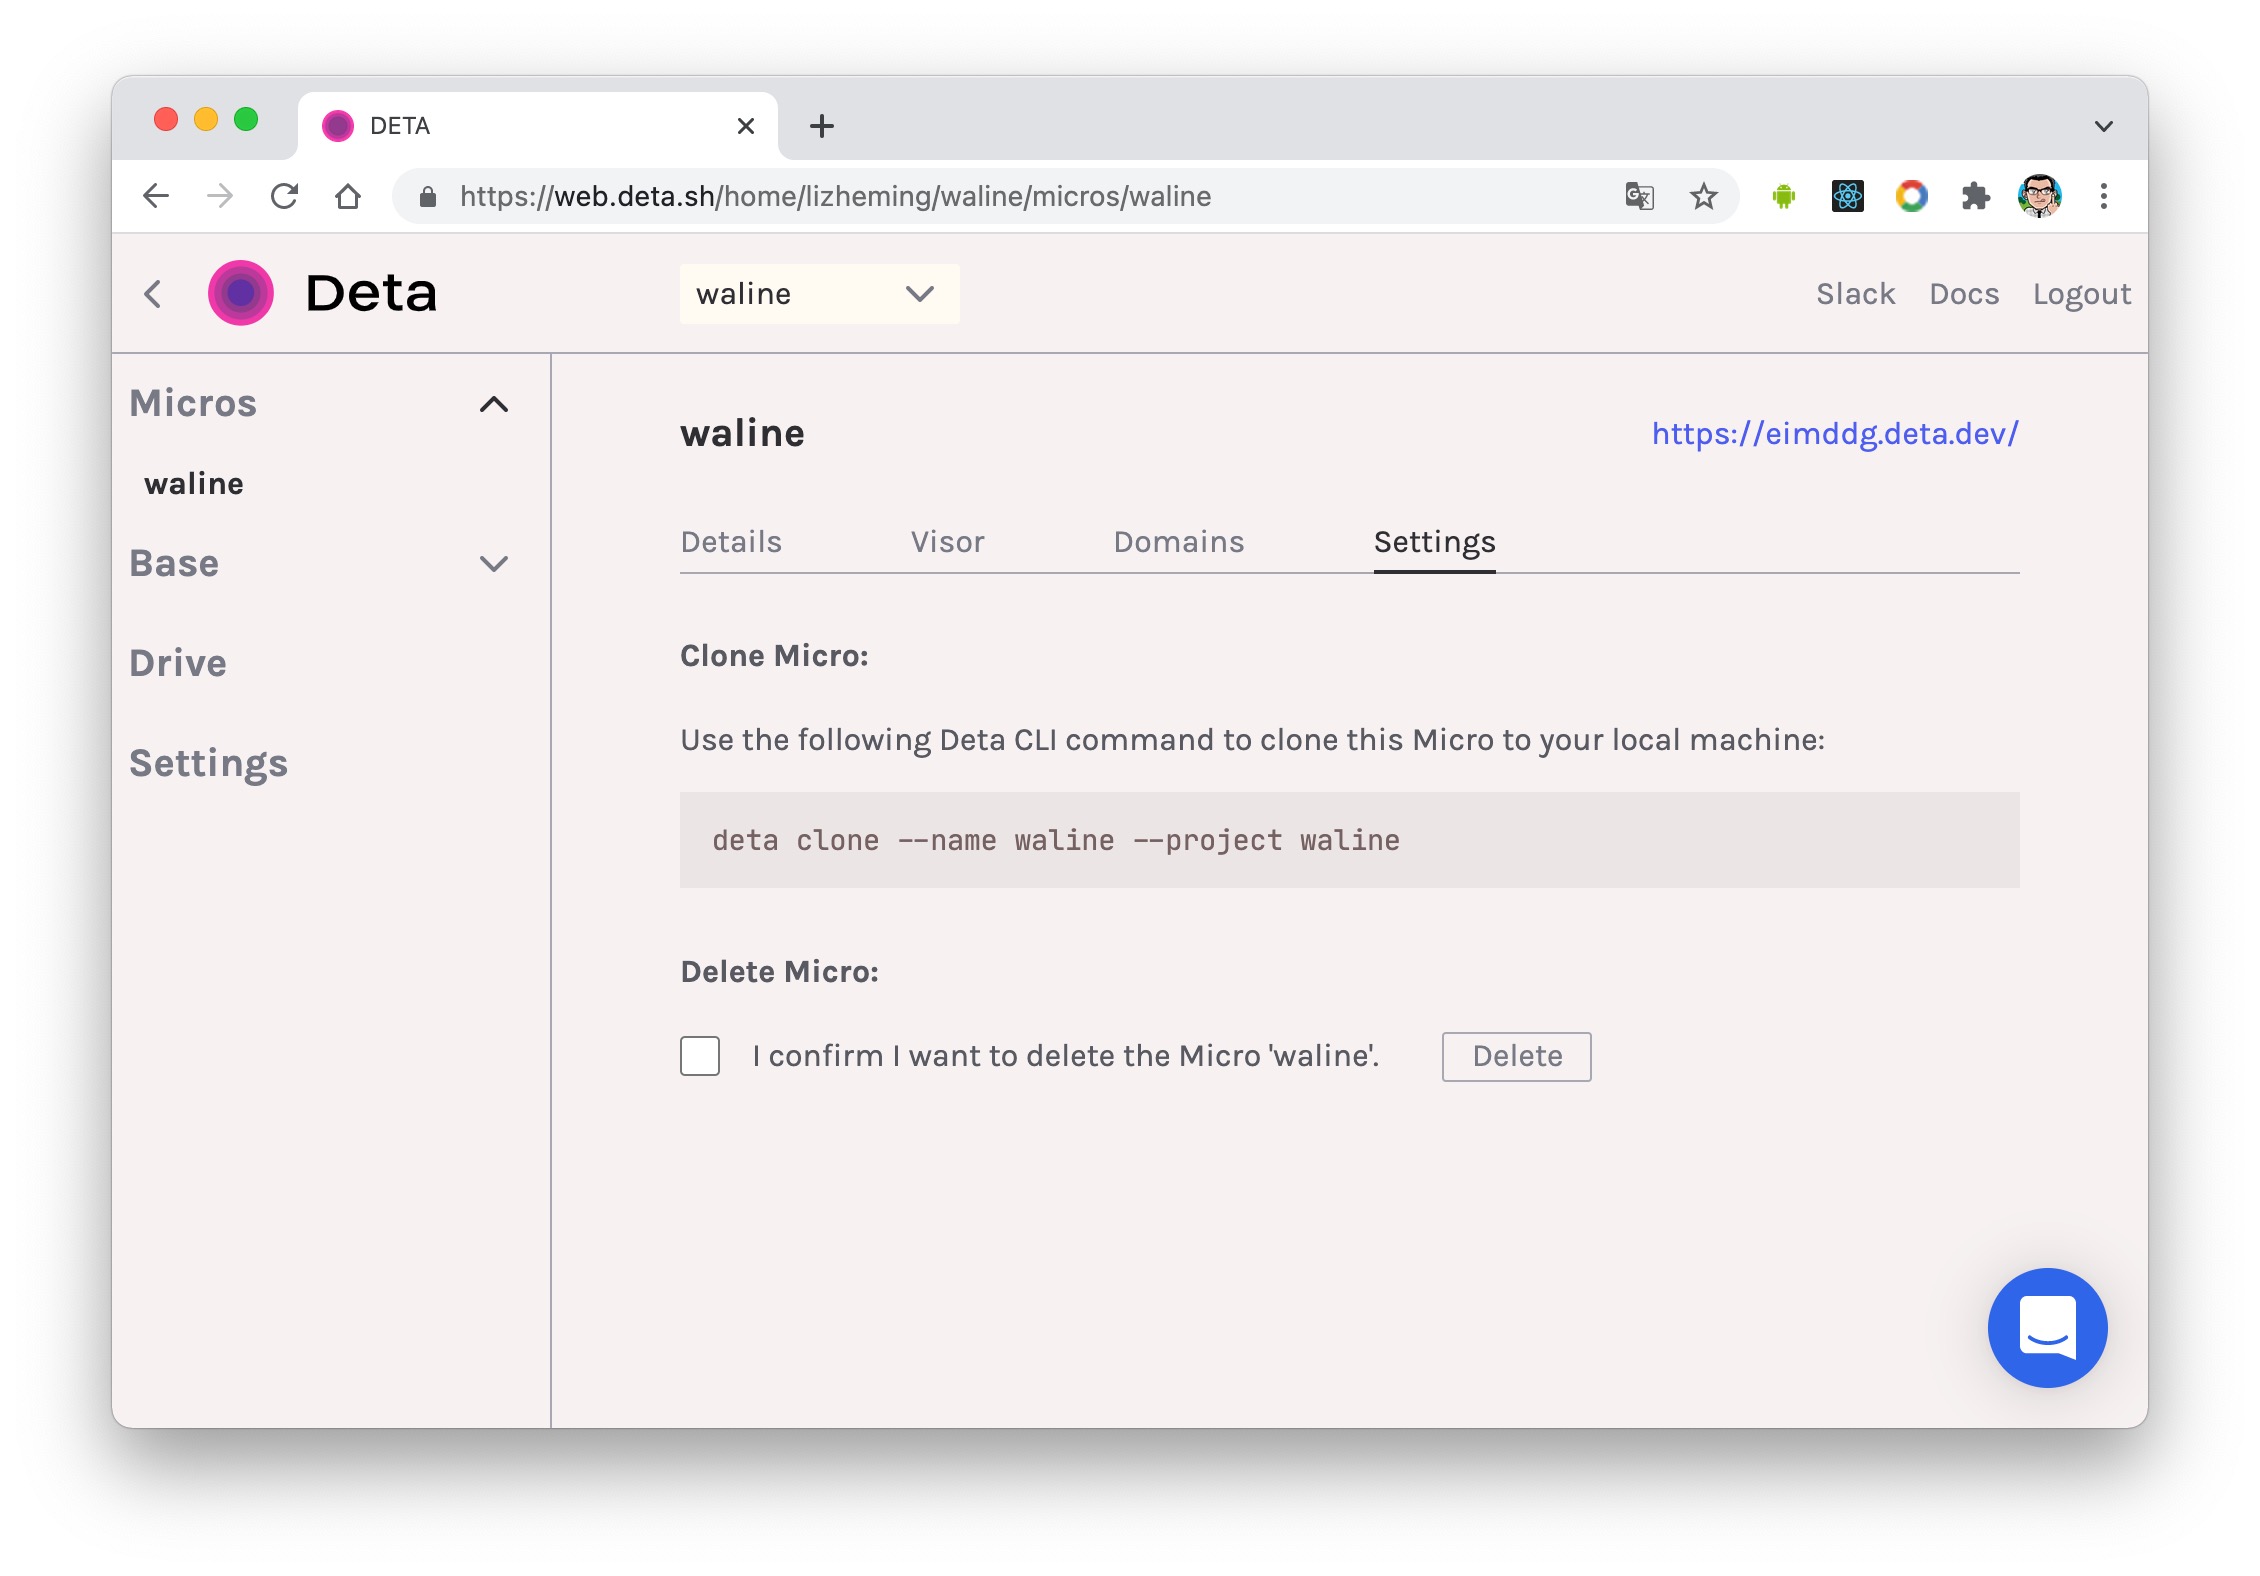 DETA
https://web.deta.sh/home/lizheming/waline/micros/waline
Deta
waline
Slack Docs Logout
Micros
waline
Base
Drive
Settings
waline
https://eimddg.deta.dev/
Details Visor Domains Settings
Clone Micro:
Use the following Deta CLI command to clone this Micro to your local machine:
deta clone --name waline --project waline
Delete Micro:
I confirm I want to delete the Micro 'waline'. Delete